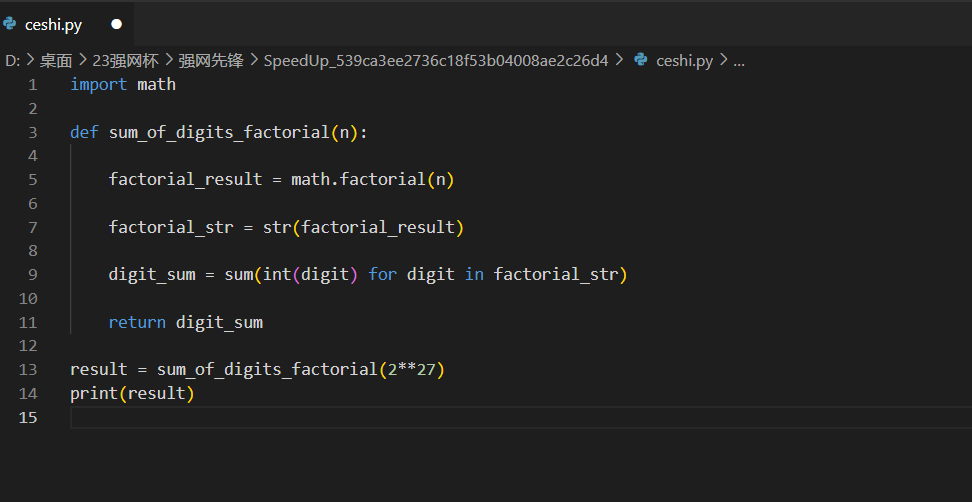 ceshi.py
D: > 桌面 > 23强网杯 > 强网先锋 > SpeedUp_539ca3ee2736c18f53b04008ae2c26d4 > ceshi.py > ...
1 import math
2
3 def sum_of_digits_factorial(n):
4
5 factorial_result = math.factorial(n)
6
7 factorial_str = str(factorial_result)
8
9 digit_sum = sum(int(digit) for digit in factorial_str)
10
11 return digit_sum
12
13 result = sum_of_digits_factorial(2**27)
14 print(result)
15